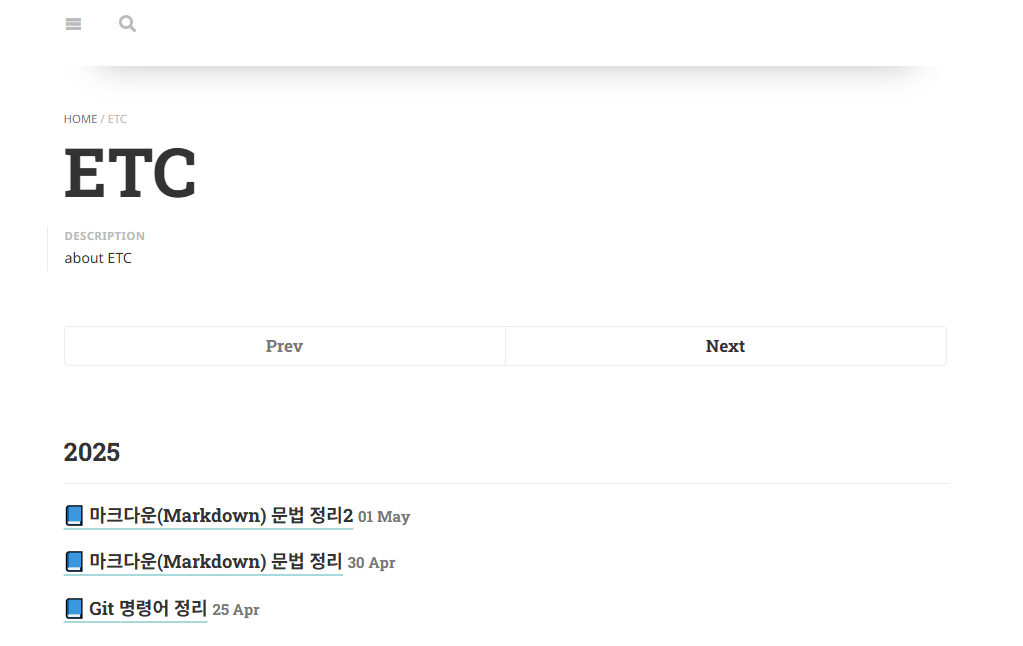 HOME / ETC
ETC
DESCRIPTION
about ETC
Prev
Next
2025
📘 마크다운(Markdown) 문법 정리2 01 May
📘 마크다운(Markdown) 문법 정리 30 Apr
📘 Git 명령어 정리 25 Apr